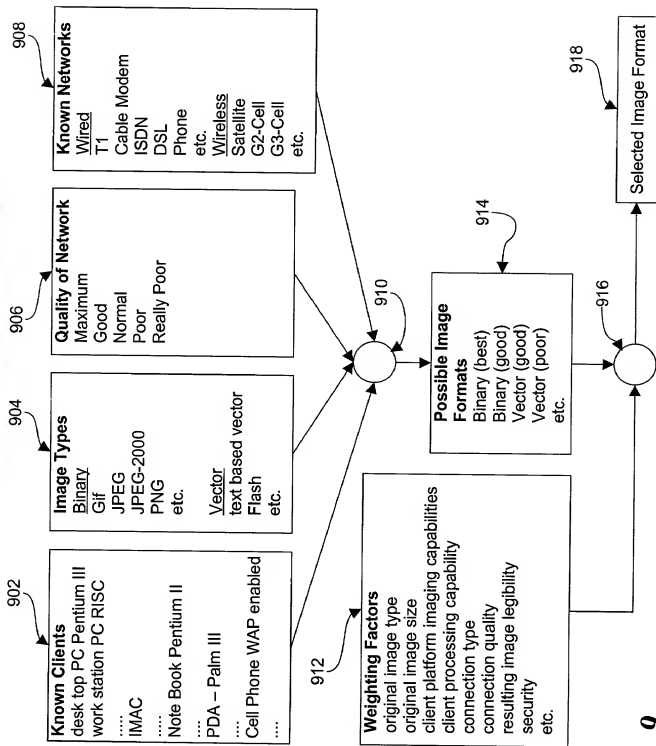 902
Known Clients
desk top PC Pentium III
work station PC RISC
.....
IMAC
.....
Note Book Pentium II
....
PDA – Palm III
....
Cell Phone WAP enabled
....
904
Image Types
Binary
Gif
JPEG
JPEG-2000
PNG
etc.
Vector
text based vector
Flash
etc.
906
Quality of Network
Maximum
Good
Normal
Poor
Really Poor
908
Known Networks
Wired
T1
Cable Modem
ISDN
DSL
Phone
etc.
Wireless
Satellite
G2-Cell
G3-Cell
etc.
910
912
Weighting Factors
original image type
original image size
client platform imaging capabilities
client processing capability
connection type
connection quality
resulting image legibility
security
etc.
914
Possible Image
Formats
Binary (best)
Binary (good)
Vector (good)
Vector (poor)
etc.
916
918
Selected Image Format